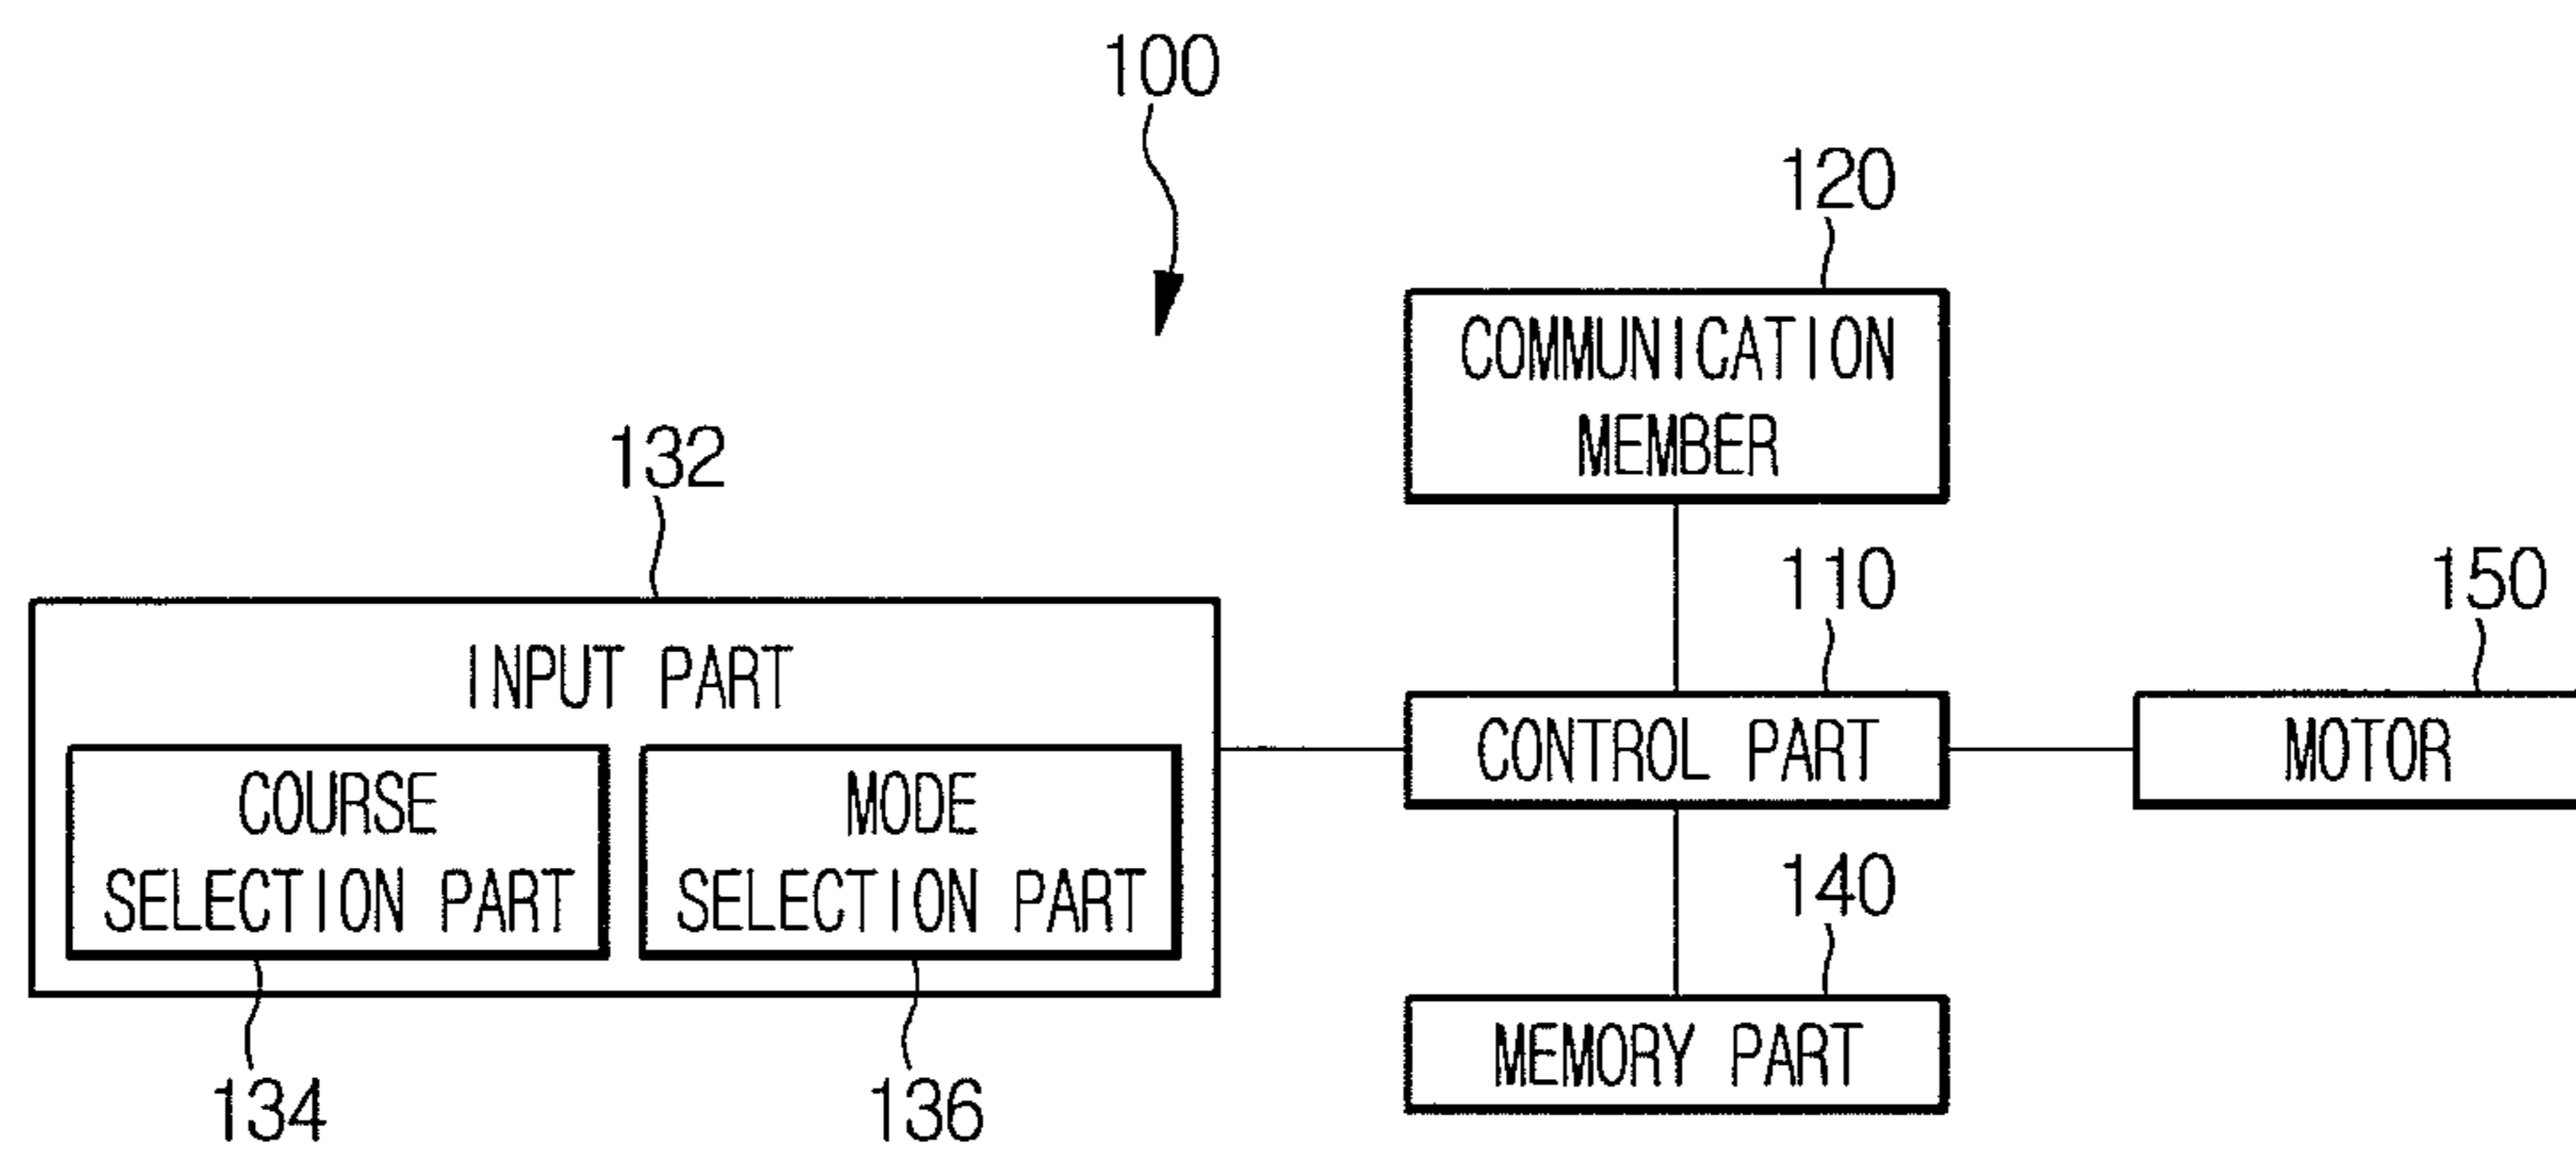 100
120
COMMUNICATION
MEMBER
132
110
150
INPUT PART
CONTROL PART
MOTOR
COURSE
SELECTION PART
MODE
SELECTION PART
140
MEMORY PART
134
136